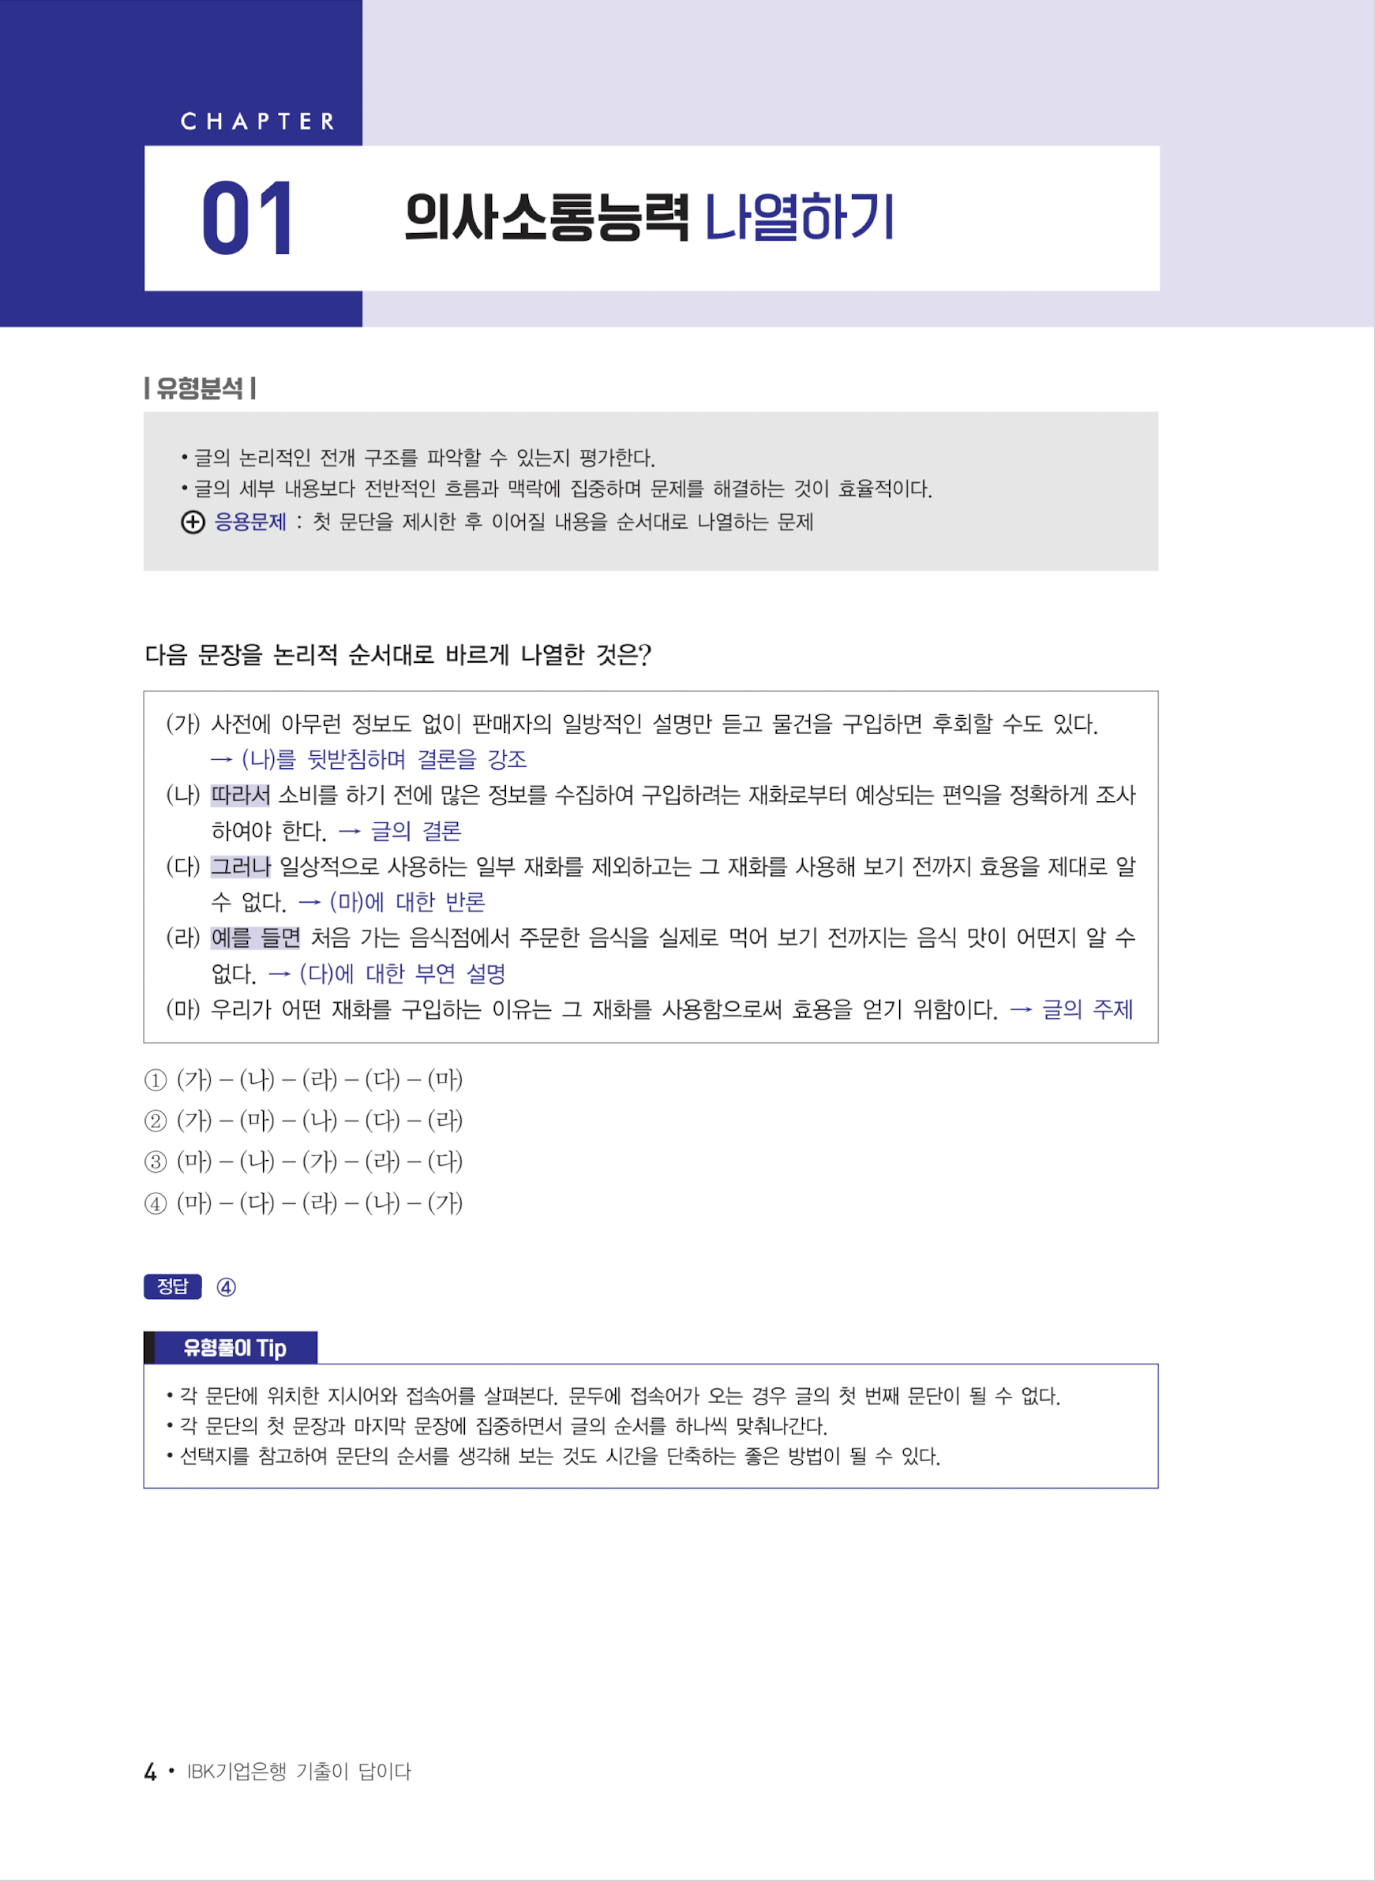 CHAPTER
01
의사소통능력 나열하기
| 유형분석 |
• 글의 논리적인 전개 구조를 파악할 수 있는지 평가한다.
• 글의 세부 내용보다 전반적인 흐름과 맥락에 집중하며 문제를 해결하는 것이 효율적이다.
⊕ 응용문제 : 첫 문단을 제시한 후 이어질 내용을 순서대로 나열하는 문제
다음 문장을 논리적 순서대로 바르게 나열한 것은?
(가) 사전에 아무런 정보도 없이 판매자의 일방적인 설명만 듣고 물건을 구입하면 후회할 수도 있다.
→ (나)를 뒷받침하며 결론을 강조
(나) 따라서 소비를 하기 전에 많은 정보를 수집하여 구입하려는 재화로부터 예상되는 편익을 정확하게 조사
하여야 한다. → 글의 결론
(다) 그러나 일상적으로 사용하는 일부 재화를 제외하고는 그 재화를 사용해 보기 전까지 효용을 제대로 알
수 없다. → (마)에 대한 반론
(라) 예를 들면 처음 가는 음식점에서 주문한 음식을 실제로 먹어 보기 전까지는 음식 맛이 어떤지 알 수
없다. → (다)에 대한 부연 설명
(마) 우리가 어떤 재화를 구입하는 이유는 그 재화를 사용함으로써 효용을 얻기 위함이다. → 글의 주제
① (가) – (나) – (라) – (다) – (마)
② (가) – (마) – (나) – (다) – (라)
③ (마) – (나) – (가) – (라) – (다)
④ (마) – (다) – (라) – (나) – (가)
정답 ④
유형풀이 Tip
• 각 문단에 위치한 지시어와 접속어를 살펴본다. 문두에 접속어가 오는 경우 글의 첫 번째 문단이 될 수 없다.
• 각 문단의 첫 문장과 마지막 문장에 집중하면서 글의 순서를 하나씩 맞춰나간다.
• 선택지를 참고하여 문단의 순서를 생각해 보는 것도 시간을 단축하는 좋은 방법이 될 수 있다.
4 • IBK기업은행 기출이 답이다